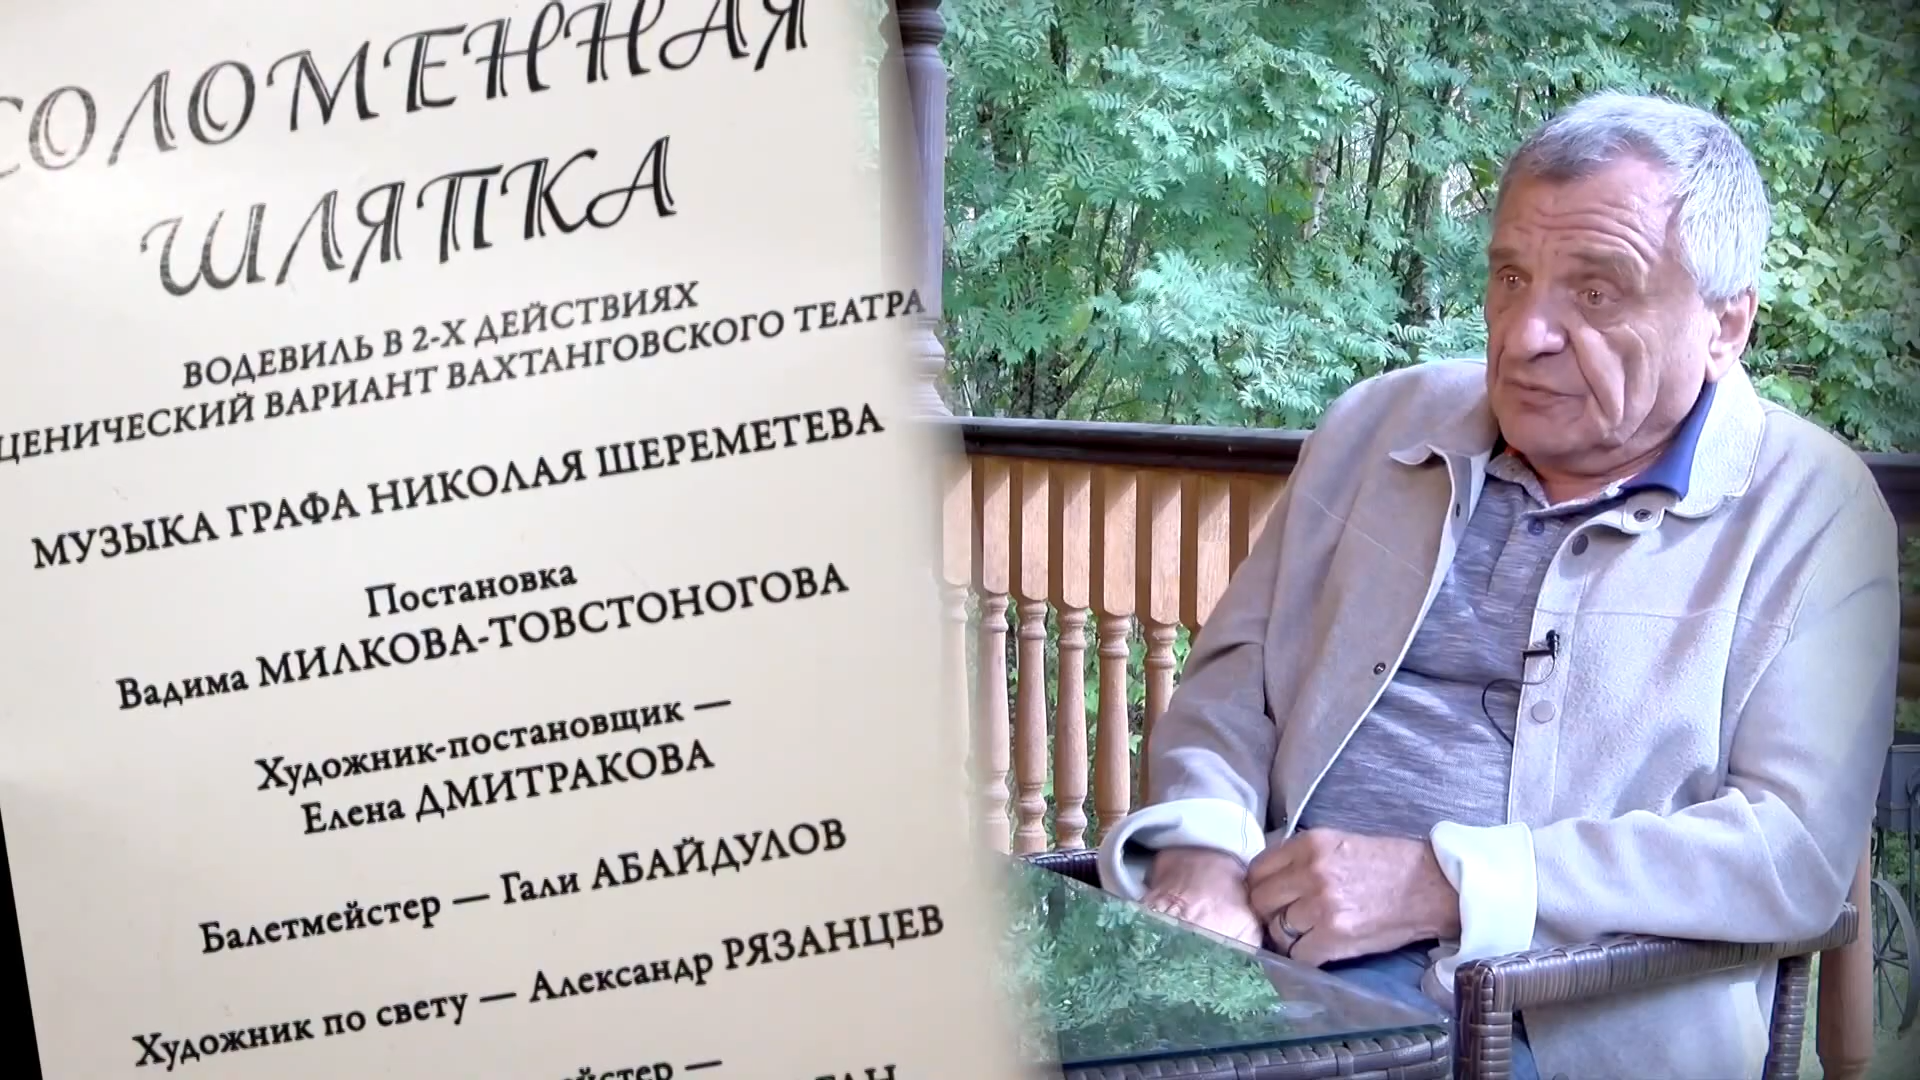 СОЛОМЕННАЯ
ШЛЯПКА
ВОДЕВИЛЬ В 2-Х ДЕЙСТВИЯХ
ЦЕНИЧЕСКИЙ ВАРИАНТ ВАХТАНГОВСКОГО ТЕАТРА
МУЗЫКА ГРАФА НИКОЛАЯ ШЕРЕМЕТЕВА
Постановка
Вадима МИЛКОВА-ТОВСТОНОГОВА
Художник-постановщик —
Елена ДМИТРАКОВА
Балетмейстер — Гали АБАЙДУЛОВ
Художник по свету — Александр РЯЗАНЦЕВ